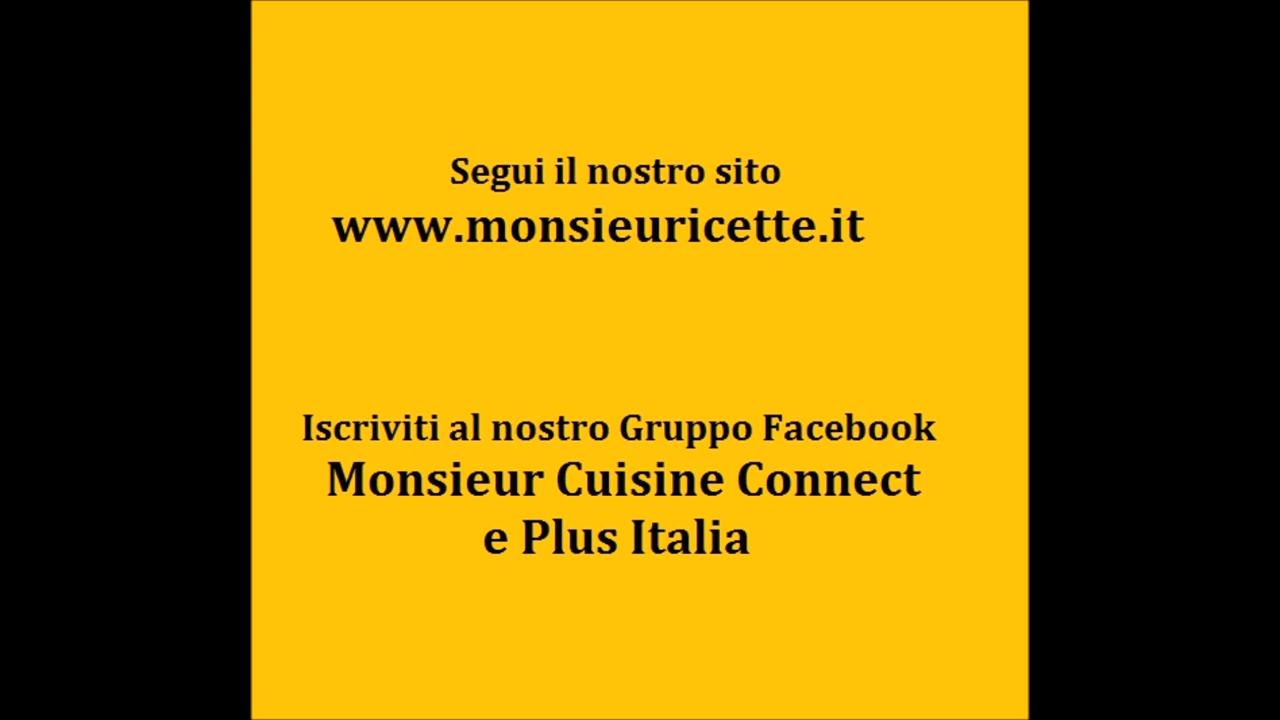 Segui il nostro sito
www.monsieuricette.it
Iscriviti al nostro Gruppo Facebook
Monsieur Cuisine Connect
e Plus Italia